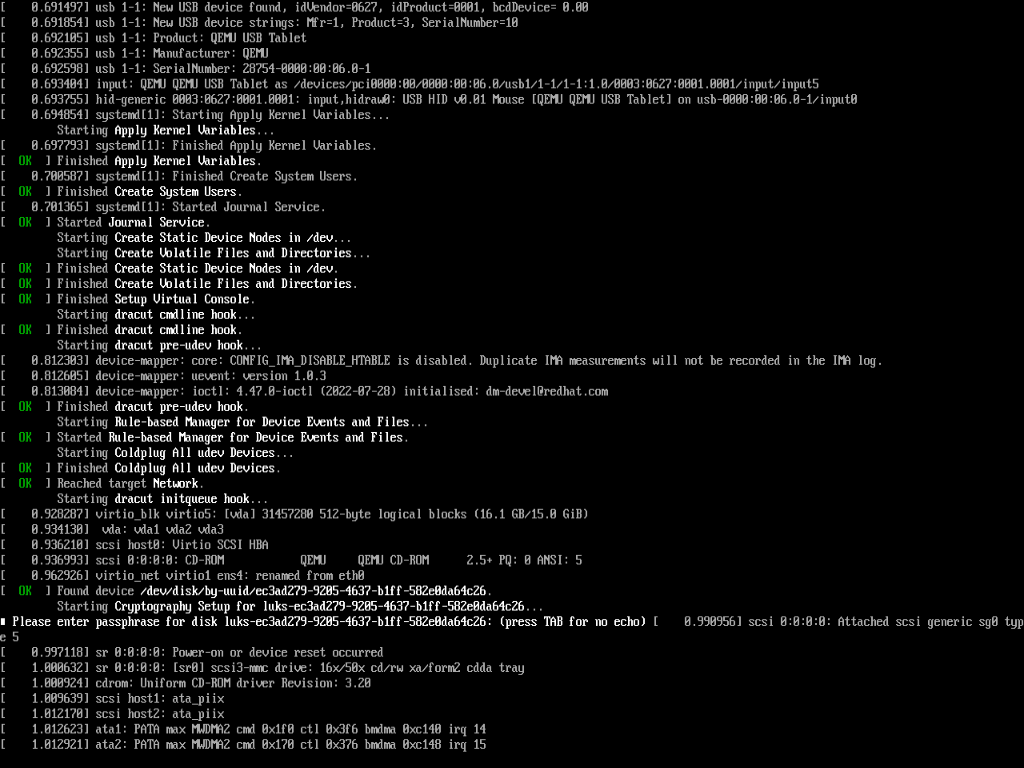 [    0.691497] usb 1-1: New USB device found, idVendor=0627, idProduct=0001, bcdDevice= 0.00
[    0.691854] usb 1-1: New USB device strings: Mfr=1, Product=3, SerialNumber=10
[    0.692105] usb 1-1: Product: QEMU USB Tablet
[    0.692355] usb 1-1: Manufacturer: QEMU
[    0.692598] usb 1-1: SerialNumber: 28754-0000:00:06.0-1
[    0.693404] input: QEMU QEMU USB Tablet as /devices/pci0000:00/0000:00:06.0/usb1/1-1/1-1:1.0/0003:0627:0001.0001/input/input5
[    0.693755] hid-generic 0003:0627:0001.0001: input,hidraw0: USB HID v0.01 Mouse [QEMU QEMU USB Tablet] on usb-0000:00:06.0-1/input0
[    0.694854] systemd[1]: Starting Apply Kernel Variables...
         Starting Apply Kernel Variables...
[    0.697793] systemd[1]: Finished Apply Kernel Variables.
[  OK  ] Finished Apply Kernel Variables.
[    0.700587] systemd[1]: Finished Create System Users.
[  OK  ] Finished Create System Users.
[    0.701365] systemd[1]: Started Journal Service.
[  OK  ] Started Journal Service.
         Starting Create Static Device Nodes in /dev...
         Starting Create Volatile Files and Directories...
[  OK  ] Finished Create Static Device Nodes in /dev.
[  OK  ] Finished Create Volatile Files and Directories.
[  OK  ] Finished Setup Virtual Console.
         Starting dracut cmdline hook...
[  OK  ] Finished dracut cmdline hook.
         Starting dracut pre-udev hook...
[    0.812303] device-mapper: core: CONFIG_IMA_DISABLE_HTABLE is disabled. Duplicate IMA measurements will not be recorded in the IMA log.
[    0.812605] device-mapper: uevent: version 1.0.3
[    0.813084] device-mapper: ioctl: 4.47.0-ioctl (2022-07-28) initialised: dm-devel@redhat.com
[  OK  ] Finished dracut pre-udev hook.
         Starting Rule-based Manager for Device Events and Files...
[  OK  ] Started Rule-based Manager for Device Events and Files.
         Starting Coldplug All udev Devices...
[  OK  ] Finished Coldplug All udev Devices.
[  OK  ] Reached target Network.
         Starting dracut initqueue hook...
[    0.928287] virtio_blk virtio5: [vda] 31457280 512-byte logical blocks (16.1 GB/15.0 GiB)
[    0.934130]  vda: vda1 vda2 vda3
[    0.936210] scsi host0: Virtio SCSI HBA
[    0.936993] scsi 0:0:0:0: CD-ROM            QEMU     QEMU CD-ROM      2.5+ PQ: 0 ANSI: 5
[    0.962926] virtio_net virtio1 ens4: renamed from eth0
[  OK  ] Found device /dev/disk/by-uuid/ec3ad279-9205-4637-b1ff-582e0da64c26.
         Starting Cryptography Setup for luks-ec3ad279-9205-4637-b1ff-582e0da64c26...
Please enter passphrase for disk luks-ec3ad279-9205-4637-b1ff-582e0da64c26: (press TAB for no echo) [    0.990956] scsi 0:0:0:0: Attached scsi generic sg0 typ
e 5
[    0.997118] sr 0:0:0:0: Power-on or device reset occurred
[    1.000632] sr 0:0:0:0: [sr0] scsi3-mmc drive: 16x/50x cd/rw xa/form2 cdda tray
[    1.000924] cdrom: Uniform CD-ROM driver Revision: 3.20
[    1.009639] scsi host1: ata_piix
[    1.012170] scsi host2: ata_piix
[    1.012623] ata1: PATA max MWDMA2 cmd 0x1f0 ctl 0x3f6 bmdma 0xc140 irq 14
[    1.012921] ata2: PATA max MWDMA2 cmd 0x170 ctl 0x376 bmdma 0xc148 irq 15